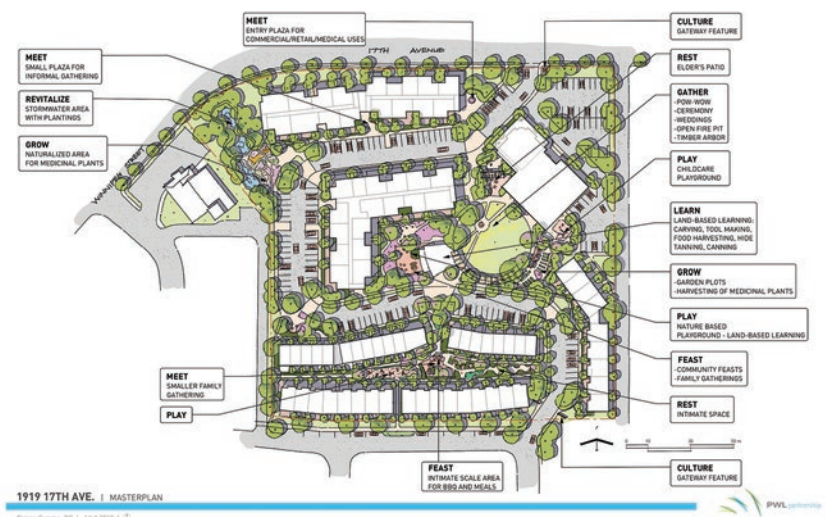 MEET
ENTRY PLAZA FOR
COMMERCIAL/RETAIL/MEDICAL USES
CULTURE
GATEWAY FEATURE
17TH AVENUE
MEET
SMALL PLAZA FOR
INFORMAL GATHERING
REST
ELDER'S PATIO
REVITALIZE
STORMWATER AREA
WITH PLANTINGS
GATHER
-POW-WOW
-CEREMONY
-WEDDINGS
-OPEN FIRE PIT
-TIMBER ARBOR
GROW
NATURALIZED AREA
FOR MEDICINAL PLANTS
WINNIPEG STREET
PLAY
CHILDCARE
PLAYGROUND
LEARN
LAND-BASED LEARNING:
CARVING, TOOL MAKING,
FOOD HARVESTING, HIDE
TANNING, CANNING
GROW
-GARDEN PLOTS
-HARVESTING OF MEDICINAL PLANTS
PLAY
NATURE BASED
PLAYGROUND - LAND-BASED LEARNING
FEAST
-COMMUNITY FEASTS
-FAMILY GATHERINGS
MEET
SMALLER FAMILY
GATHERING
PLAY
REST
INTIMATE SPACE
FEAST
INTIMATE SCALE AREA
FOR BBQ AND MEALS
CULTURE
GATEWAY FEATURE
1919 17TH AVE. | MASTERPLAN
PWL partnership